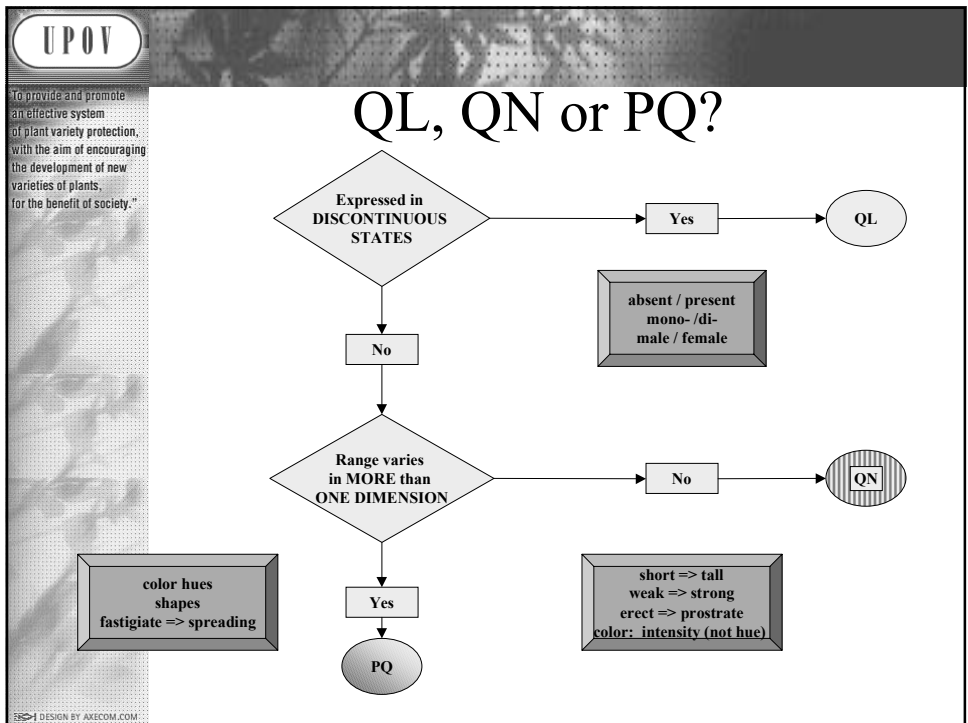 UPOV
"To provide and promote
an effective system
of plant variety protection,
with the aim of encouraging
the development of new
varieties of plants,
for the benefit of society."
QL, QN or PQ?
Expressed in
DISCONTINUOUS
STATES
Yes
QL
absent / present
mono- /di-
male / female
No
Range varies
in MORE than
ONE DIMENSION
No
QN
color hues
shapes
fastigiate => spreading
Yes
short => tall
weak => strong
erect => prostrate
color: intensity (not hue)
PQ
DESIGN BY AXECOM.COM